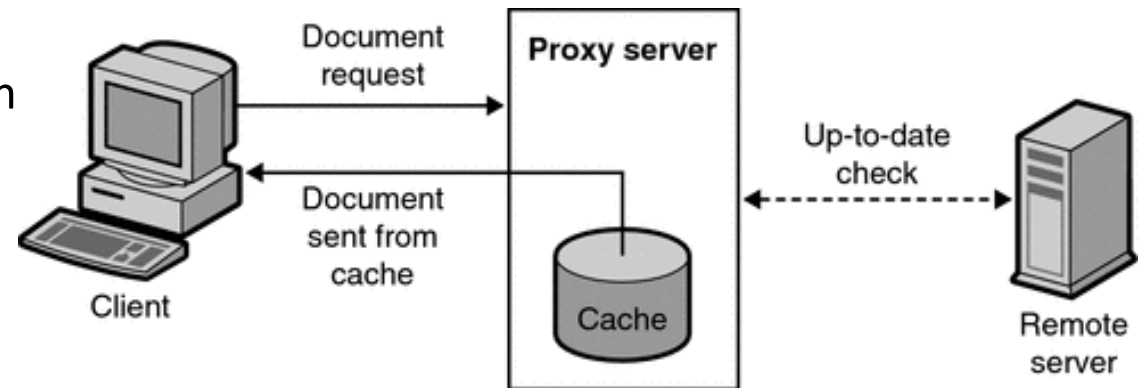 Document
request
Proxy server
n
Up-to-date
check
Document
sent from
cache
Client
Cache
Remote
server